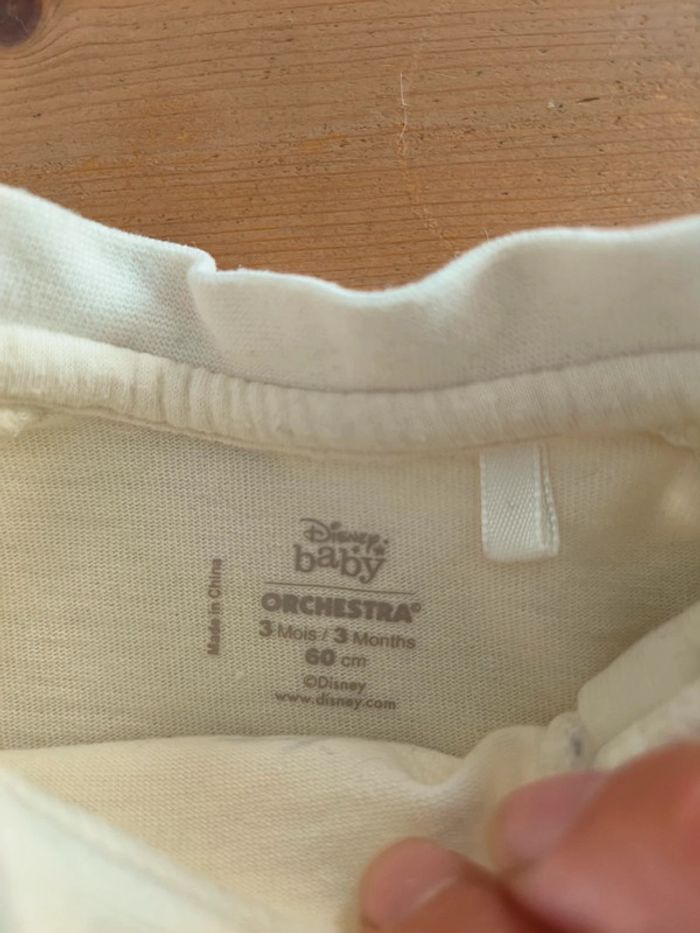 Disney
baby
ORCHESTRA®
3 Mois / 3 Months
60 cm
©Disney
www.disney.com
Made in China